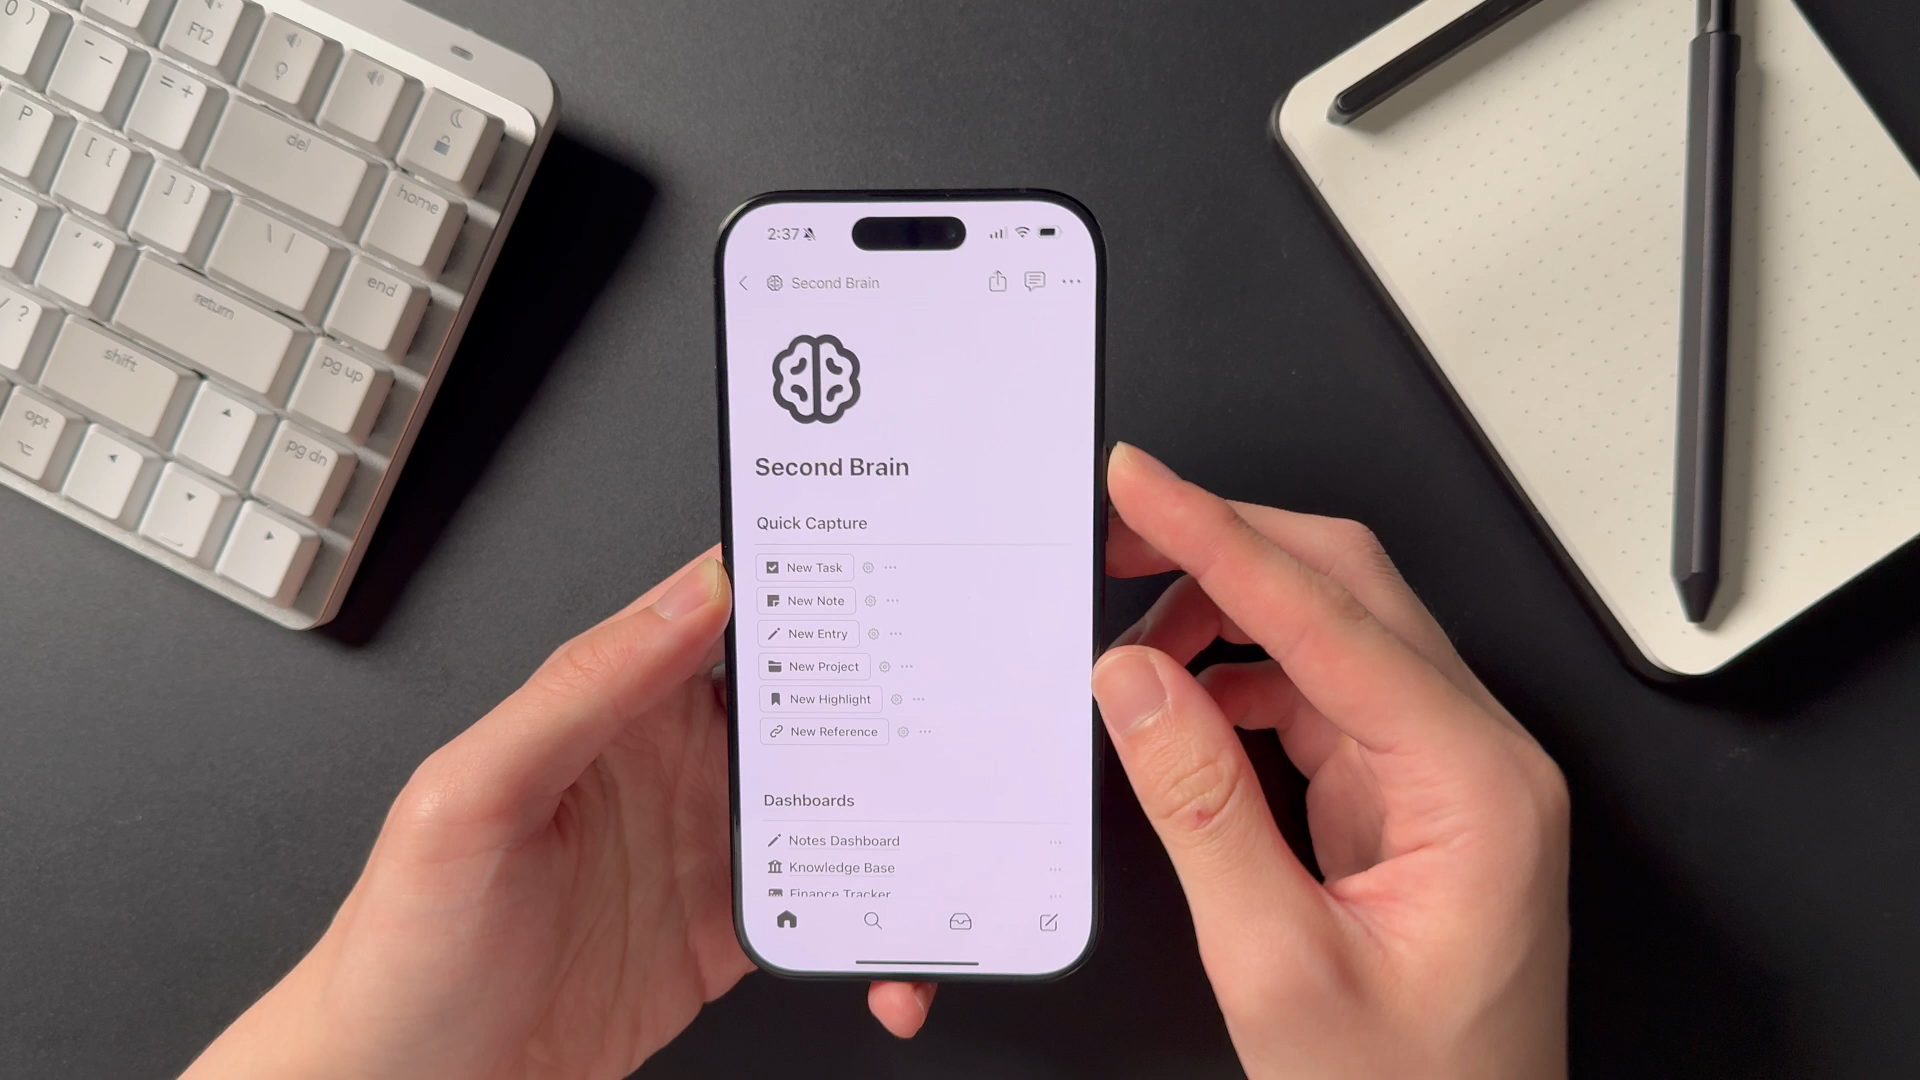 2:37
Second Brain
Second Brain
Quick Capture
New Task
New Note
New Entry
New Project
New Highlight
New Reference
Dashboards
Notes Dashboard
Knowledge Base
Finance Tracker
0 )
F12
- 
= +
del
P
[ {
] }
home
: 
\ |
' "
end
/ ?
return
shift
pg up
opt
pg dn